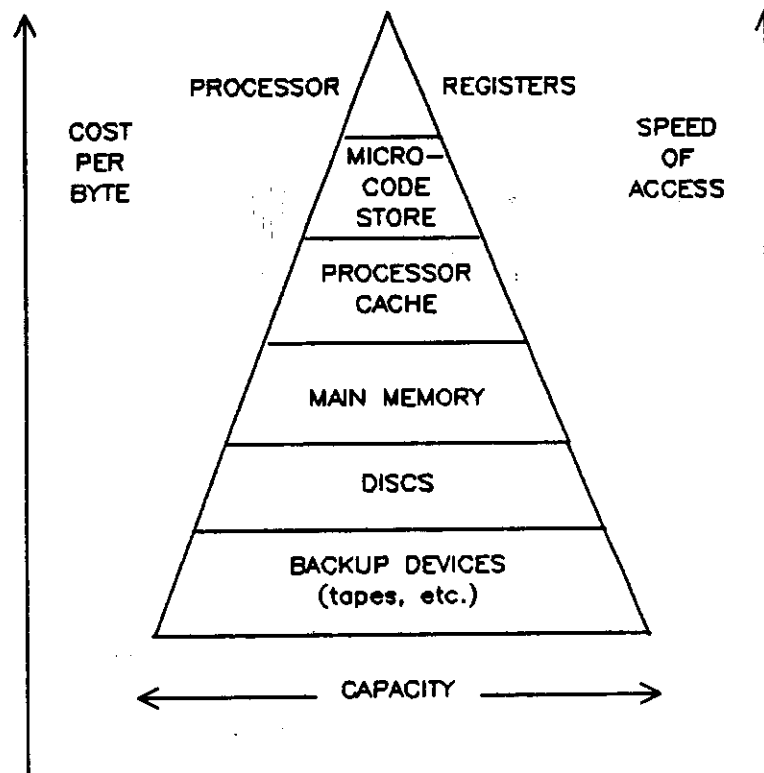 PROCESSOR REGISTERS
COST
PER
BYTE
SPEED
OF
ACCESS
MICRO-
CODE
STORE
PROCESSOR
CACHE
MAIN MEMORY
DISCS
BACKUP DEVICES
(tapes, etc.)
CAPACITY